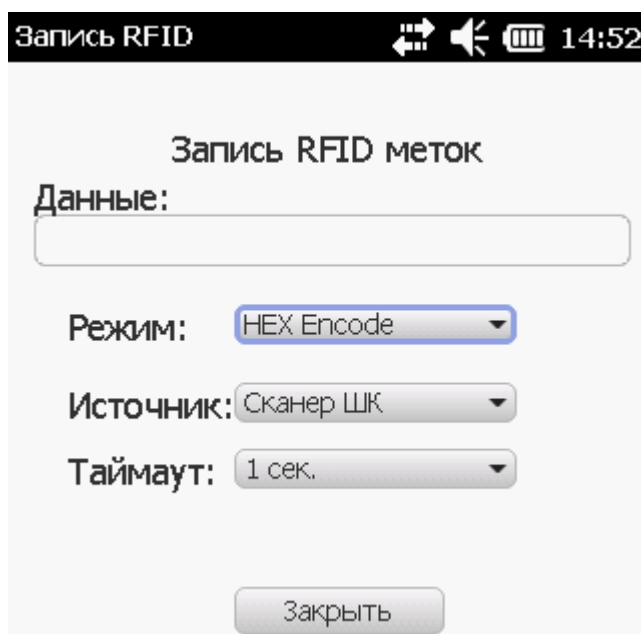 Запись RFID 14:52
Запись RFID меток
Данные:
Режим: HEX Encode
Источник: Сканер ШК
Таймаут: 1 сек.
Закрыть